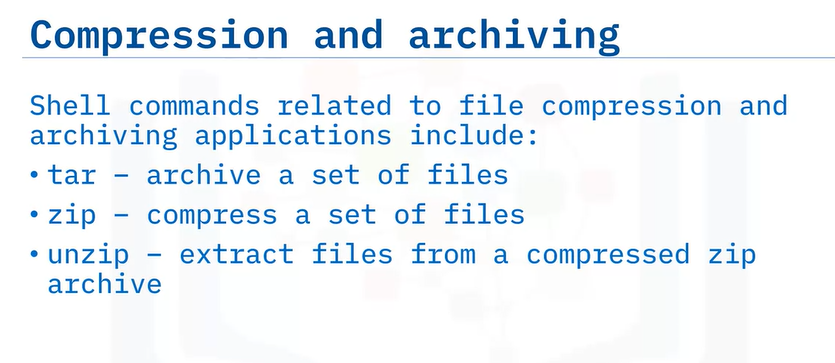 Compression and archiving
Shell commands related to file compression and
archiving applications include:
• tar – archive a set of files
• zip – compress a set of files
• unzip – extract files from a compressed zip
archive